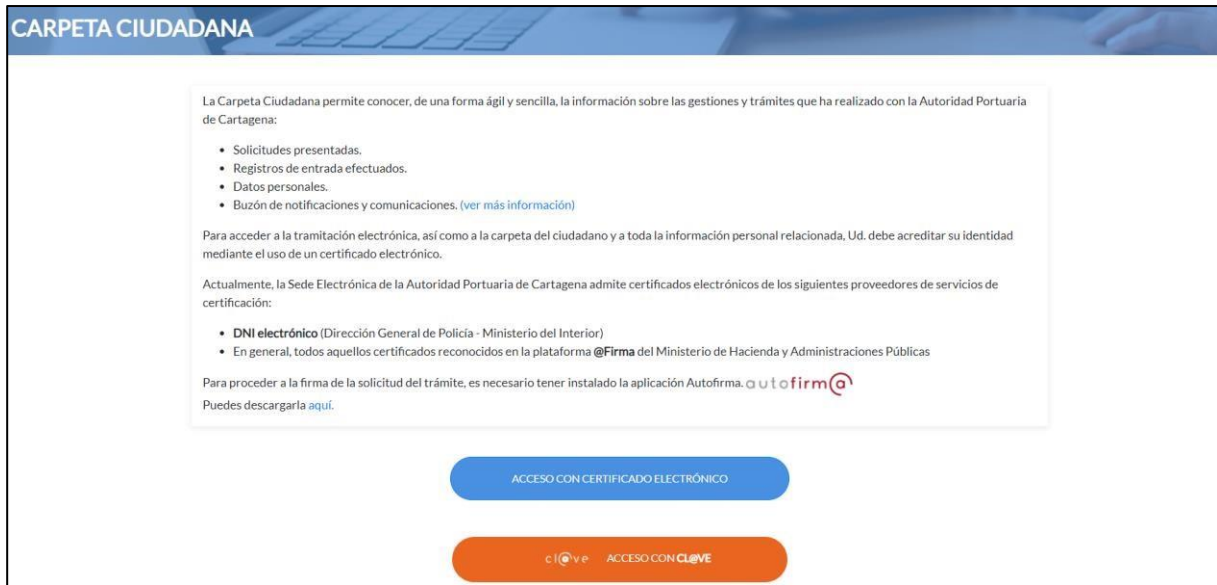 CARPETA CIUDADANA
La Carpeta Ciudadana permite conocer, de una forma ágil y sencilla, la información sobre las gestiones y trámites que ha realizado con la Autoridad Portuaria
de Cartagena:
• Solicitudes presentadas.
• Registros de entrada efectuados.
• Datos personales.
• Buzón de notificaciones y comunicaciones. (ver más información)
Para acceder a la tramitación electrónica, así como a la carpeta del ciudadano y a toda la información personal relacionada, Ud. debe acreditar su identidad
mediante el uso de un certificado electrónico.
Actualmente, la Sede Electrónica de la Autoridad Portuaria de Cartagena admite certificados electrónicos de los siguientes proveedores de servicios de
certificación:
• DNI electrónico (Dirección General de Policía - Ministerio del Interior)
• En general, todos aquellos certificados reconocidos en la plataforma @Firma del Ministerio de Hacienda y Administraciones Públicas
Para proceder a la firma de la solicitud del trámite, es necesario tener instalado la aplicación Autofirma. autofirm@
Puedes descargarla aquí.
ACCESO CON CERTIFICADO ELECTRÓNICO
cl@ve ACCESO CON CL@VE